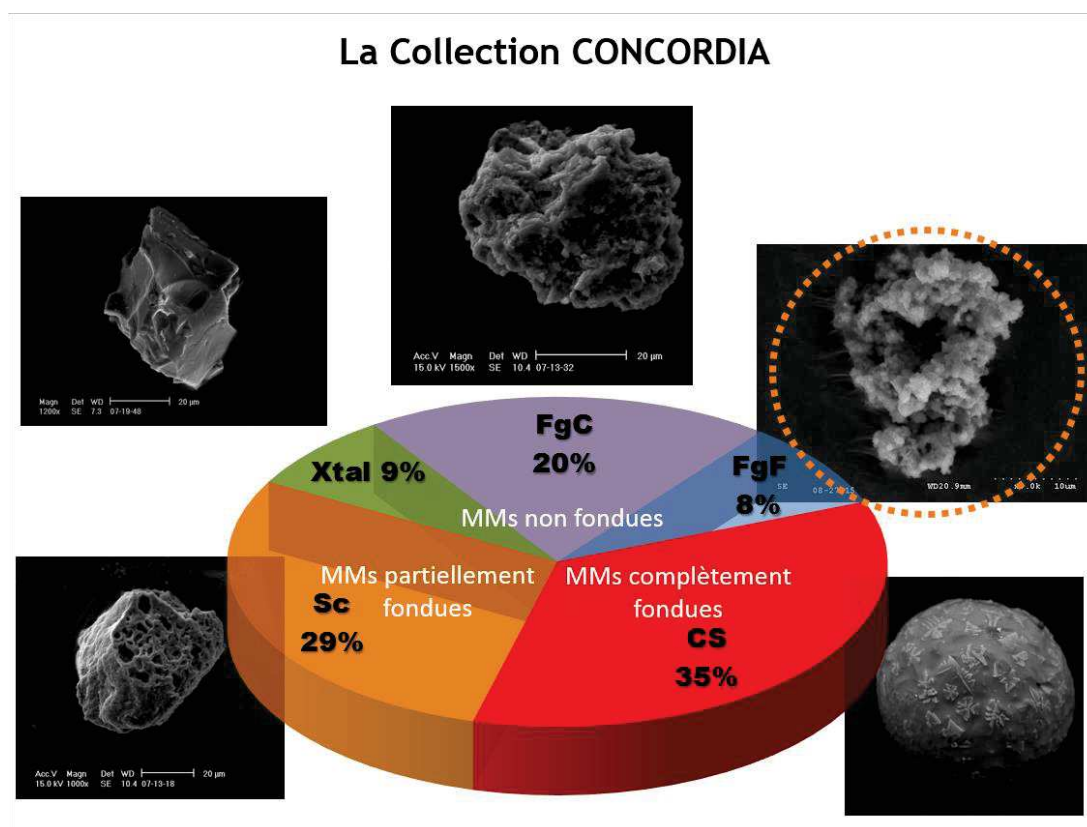 La Collection CONCORDIA
Acc.V Magn Det WD 20 µm
15.0 kV 1500x SE 10.4 07-13-32
Magn Det WD 20 µm
1200x SE 7.3 07-19-48
FgC
20%
Xtal 9%
FgF
8%
SE
WD20.9mm
10um
MMs non fondues
MMs partiellement
fondues
Sc
29%
MMs complètement
fondues
CS
35%
Acc.V Magn Det WD 20 µm
15.0 kV 1000x SE 10.4 07-13-18